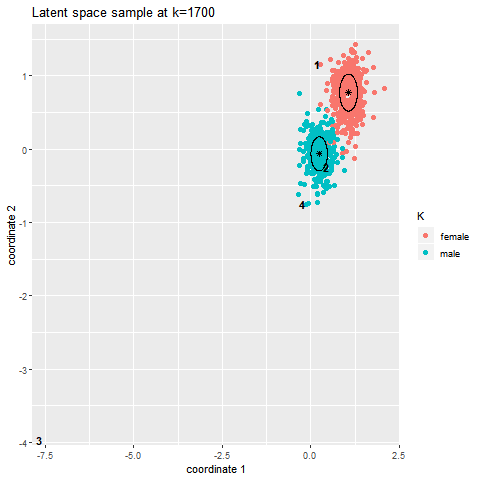 Latent space sample at k=1700
1
1
0
2
-1
4
-2
-3
-4
3
-7.5
-5.0
-2.5
0.0
2.5
coordinate 1
coordinate 2
K
female
male